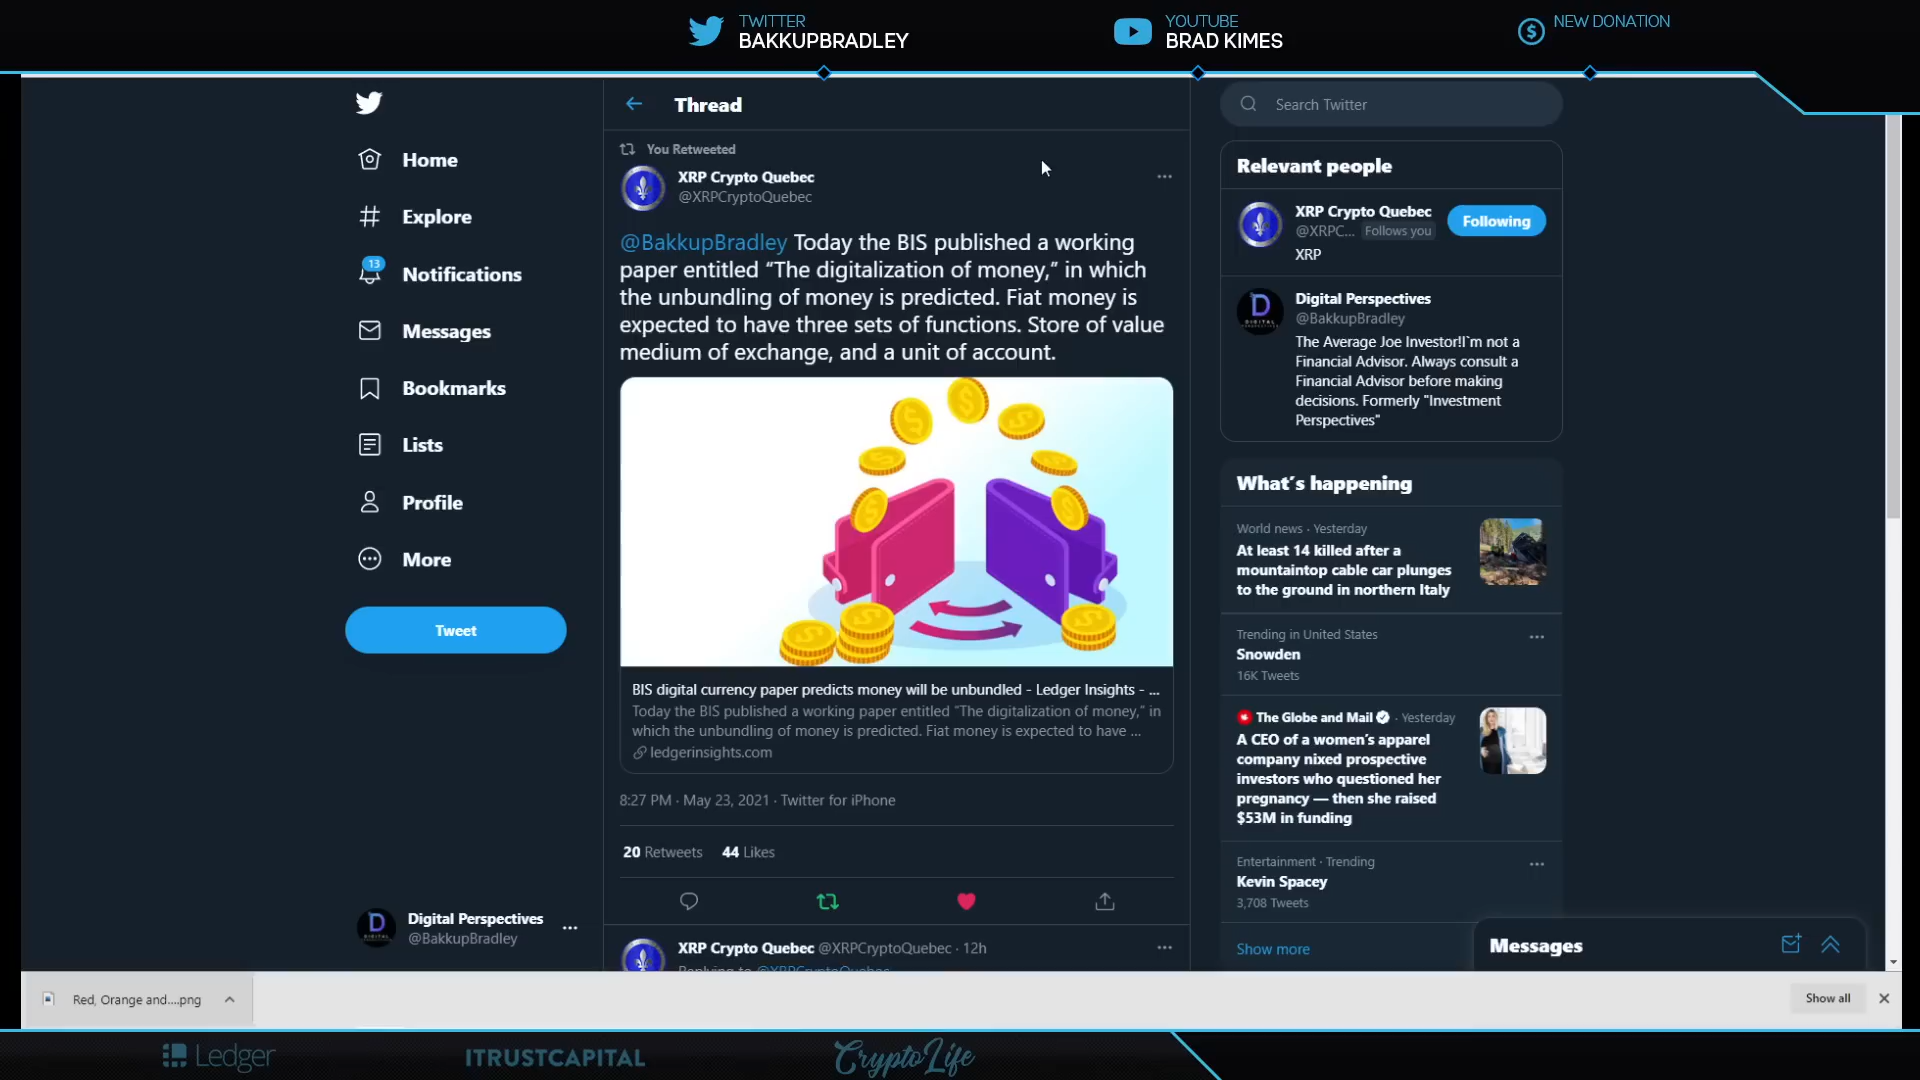 TWITTER
BAKKUPBRADLEY
YOUTUBE
BRAD KIMES
NEW DONATION
Home
Explore
13
Notifications
Messages
Bookmarks
Lists
Profile
More
Tweet
Digital Perspectives
@BakkupBradley
Thread
You Retweeted
XRP Crypto Quebec
@XRPCryptoQuebec
@BakkupBradley Today the BIS published a working
paper entitled “The digitalization of money,” in which
the unbundling of money is predicted. Fiat money is
expected to have three sets of functions. Store of value
medium of exchange, and a unit of account.
BIS digital currency paper predicts money will be unbundled - Ledger Insights - ...
Today the BIS published a working paper entitled “The digitalization of money,” in
which the unbundling of money is predicted. Fiat money is expected to have ...
ledgerinsights.com
8:27 PM · May 23, 2021 · Twitter for iPhone
20 Retweets 44 Likes
XRP Crypto Quebec @XRPCryptoQuebec · 12h
Replying to @XRPCryptoQuebec
Search Twitter
Relevant people
XRP Crypto Quebec
@XRPC... Follows you
Following
XRP
Digital Perspectives
@BakkupBradley
The Average Joe Investor!I`m not a
Financial Advisor. Always consult a
Financial Advisor before making
decisions. Formerly "Investment
Perspectives"
What’s happening
World news · Yesterday
At least 14 killed after a
mountaintop cable car plunges
to the ground in northern Italy
Trending in United States
Snowden
16K Tweets
The Globe and Mail · Yesterday
A CEO of a women’s apparel
company nixed prospective
investors who questioned her
pregnancy — then she raised
$53M in funding
Entertainment · Trending
Kevin Spacey
3,708 Tweets
Show more
Messages
Red, Orange and....png
Show all
Ledger
ITRUSTCAPITAL
CryptoLife